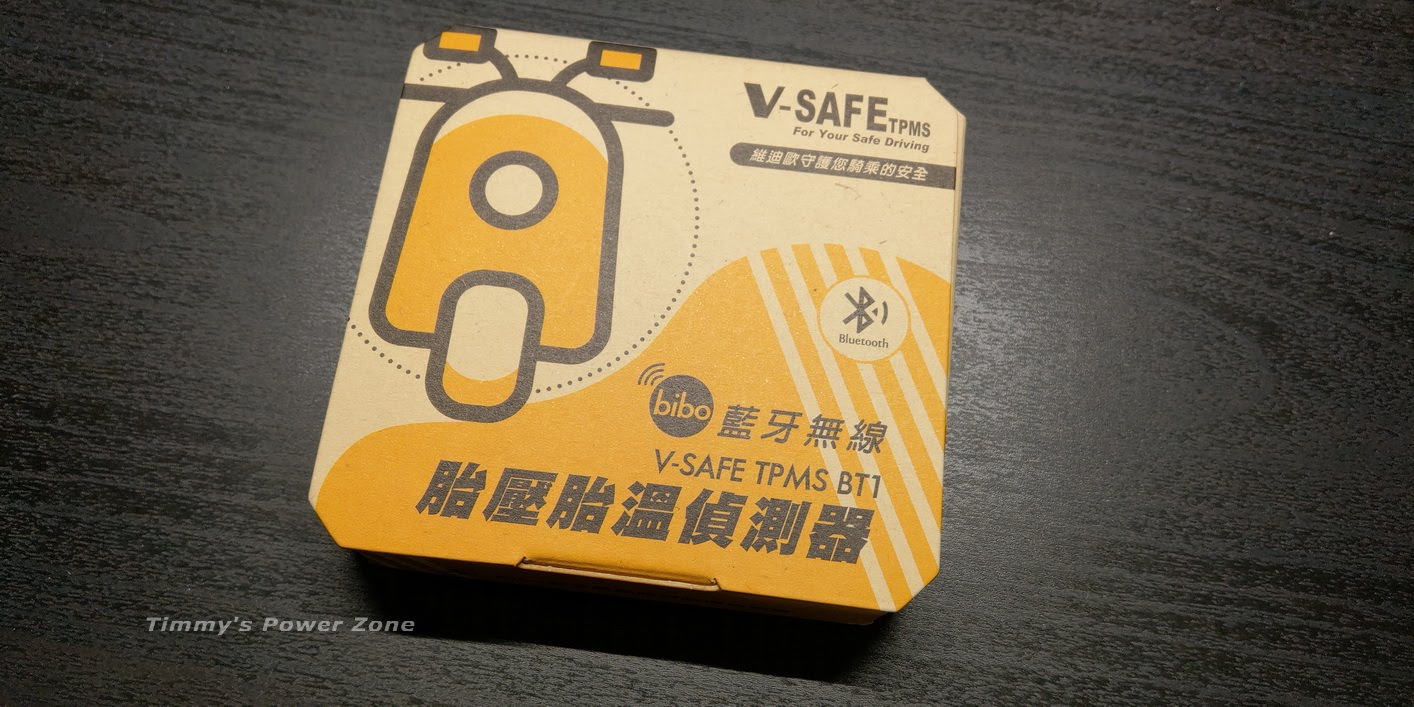 V-SAFE TPMS
For Your Safe Driving
維迪歐守護您騎乘的安全
Bluetooth
bibo 藍牙無線
V-SAFE TPMS BT1
胎壓胎溫偵測器
Timmy's Power Zone